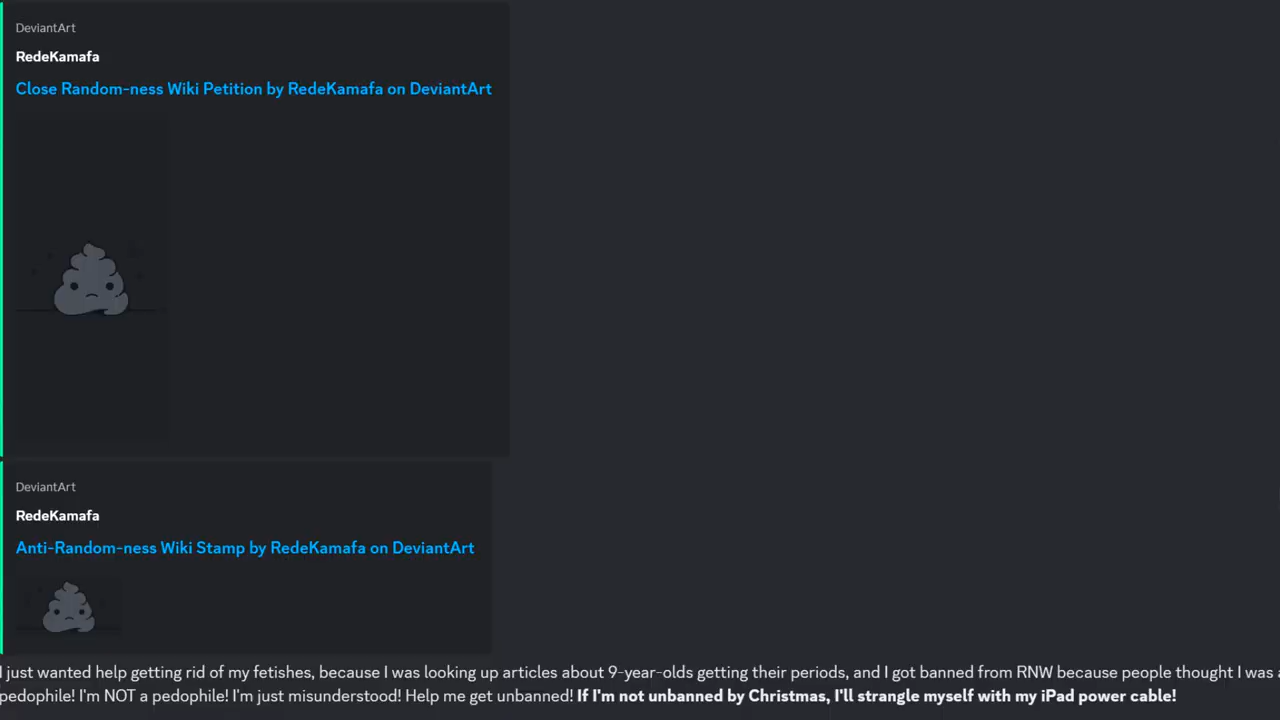 DeviantArt
RedeKamafa
Close Random-ness Wiki Petition by RedeKamafa on DeviantArt
DeviantArt
RedeKamafa
Anti-Random-ness Wiki Stamp by RedeKamafa on DeviantArt
I just wanted help getting rid of my fetishes, because I was looking up articles about 9-year-olds getting their periods, and I got banned from RNW because people thought I was a
pedophile! I'm NOT a pedophile! I'm just misunderstood! Help me get unbanned! If I'm not unbanned by Christmas, I'll strangle myself with my iPad power cable!